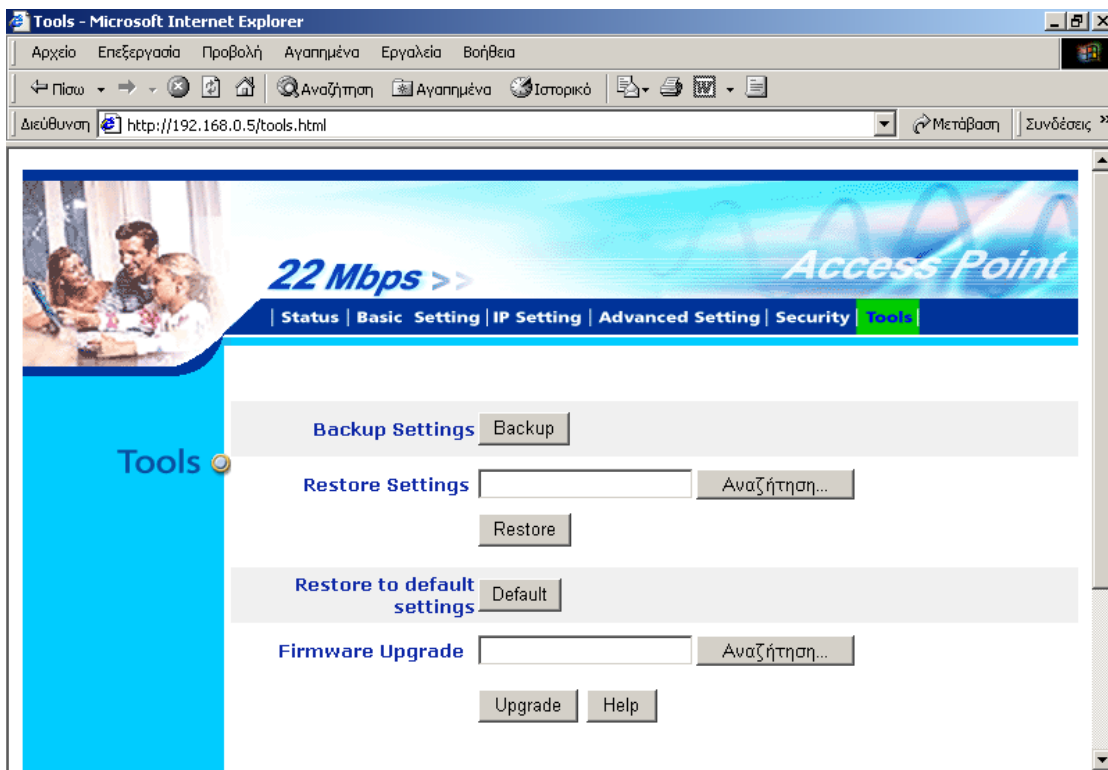 Tools - Microsoft Internet Explorer
Αρχείο Επεξεργασία Προβολή Αγαπημένα Εργαλεία Βοήθεια
Πίσω Αναζήτηση Αγαπημένα Ιστορικό
Διεύθυνση http://192.168.0.5/tools.html Μετάβαση Συνδέσεις »
22 Mbps >> Access Point
| Status | Basic Setting | IP Setting | Advanced Setting | Security | Tools |
Tools
Backup Settings Backup
Restore Settings Αναζήτηση...
Restore
Restore to default
settings Default
Firmware Upgrade Αναζήτηση...
Upgrade Help